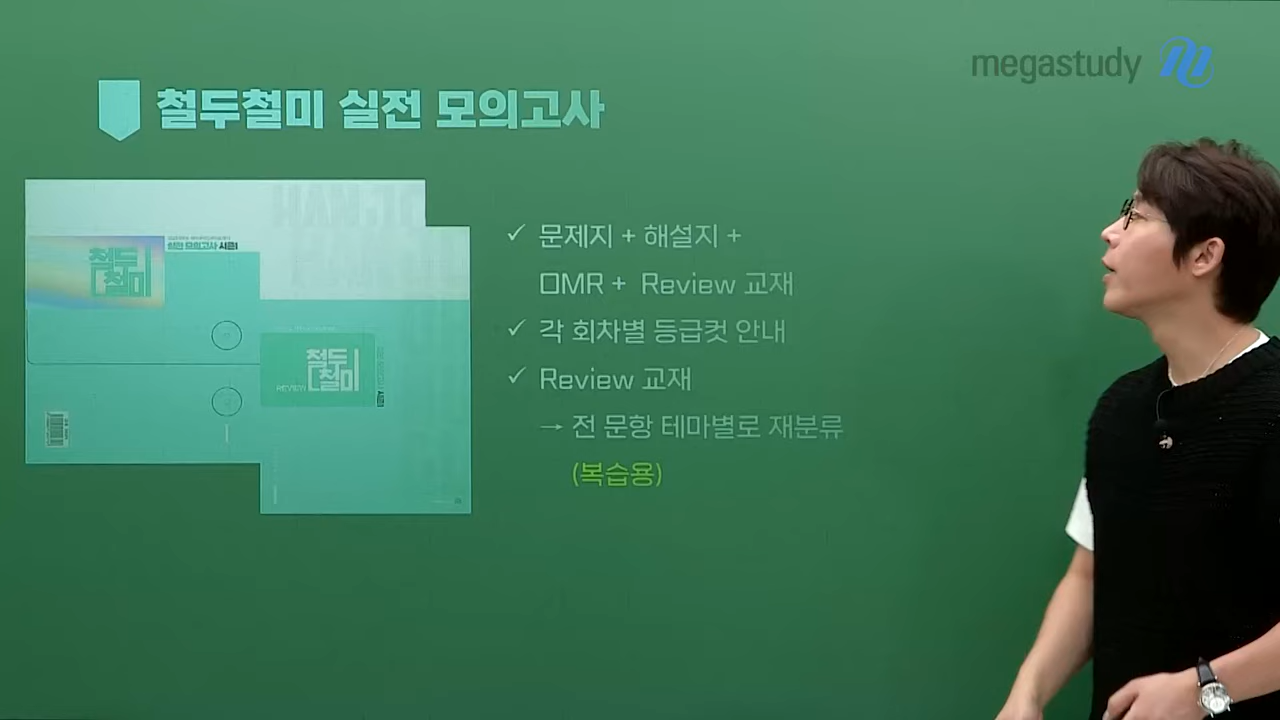 megastudy
철두철미 실전 모의고사
실전 모의고사 시즌1
철두
철미
철두
철미
REVIEW
✓ 문제지 + 해설지 +
OMR + Review 교재
✓ 각 회차별 등급컷 안내
✓ Review 교재
→ 전 문항 테마별로 재분류
(복습용)